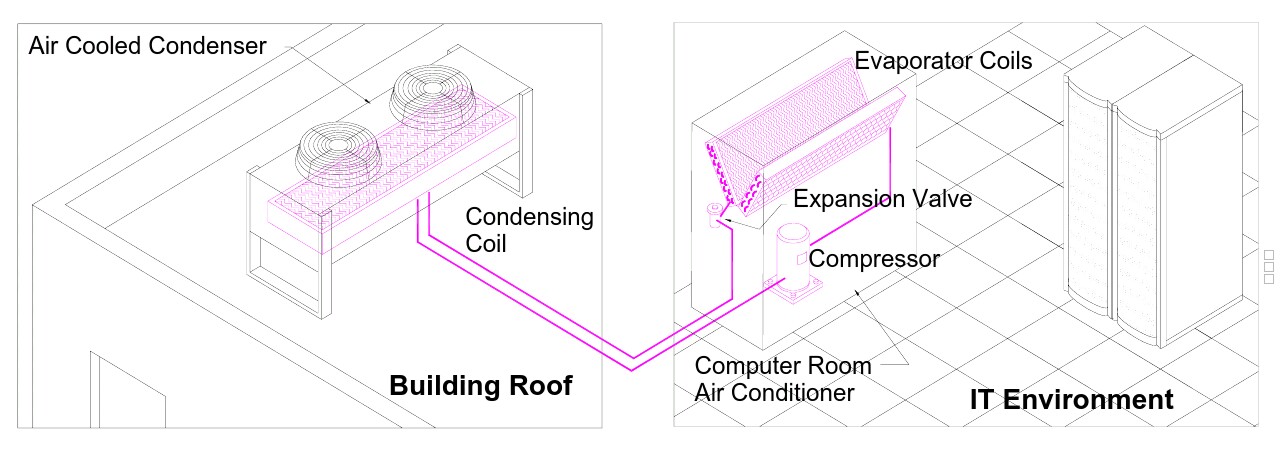 Air Cooled Condenser
Condensing
Coil
Building Roof
Evaporator Coils
Expansion Valve
Compressor
Computer Room
Air Conditioner
IT Environment